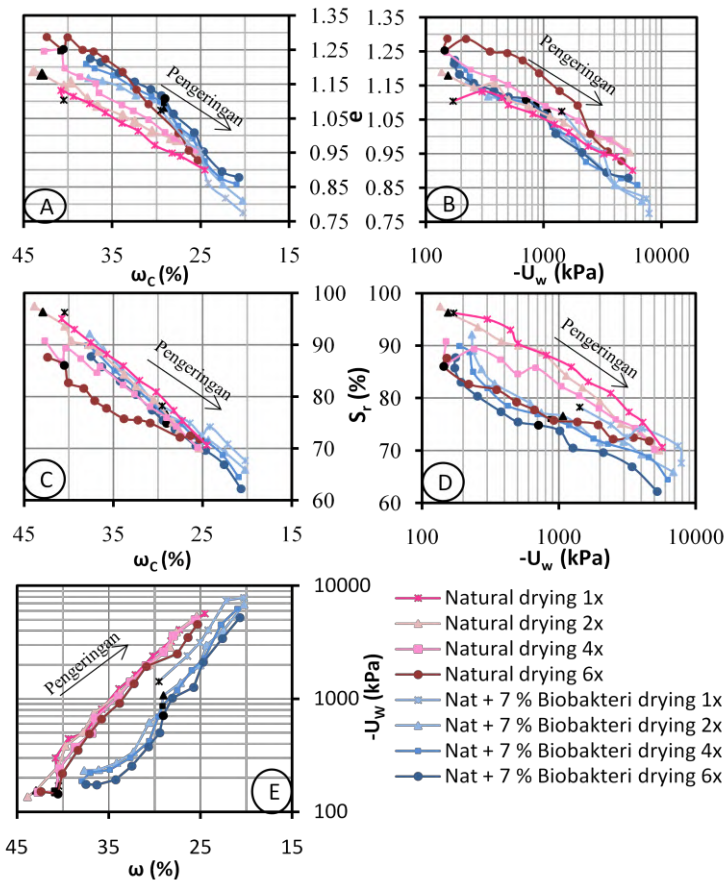 1.35
1.25
1.15
1.05
0.95
0.85
0.75
e
Pengeringan
A
45
35
25
15
ωc (%)
1.35
1.25
1.15
1.05
0.95
0.85
0.75
Pengeringan
B
100
1000
10000
-Uw (kPa)
100
90
80
70
60
Sr (%)
Pengeringan
C
45
35
25
15
ωc (%)
100
90
80
70
60
Pengeringan
D
100
1000
10000
-Uw (kPa)
10000
1000
100
-Uw (kPa)
Pengeringan
E
45
40
35
30
25
20
15
ω (%)
Natural drying 1x
Natural drying 2x
Natural drying 4x
Natural drying 6x
Nat + 7 % Biobakteri drying 1x
Nat + 7 % Biobakteri drying 2x
Nat + 7 % Biobakteri drying 4x
Nat + 7 % Biobakteri drying 6x